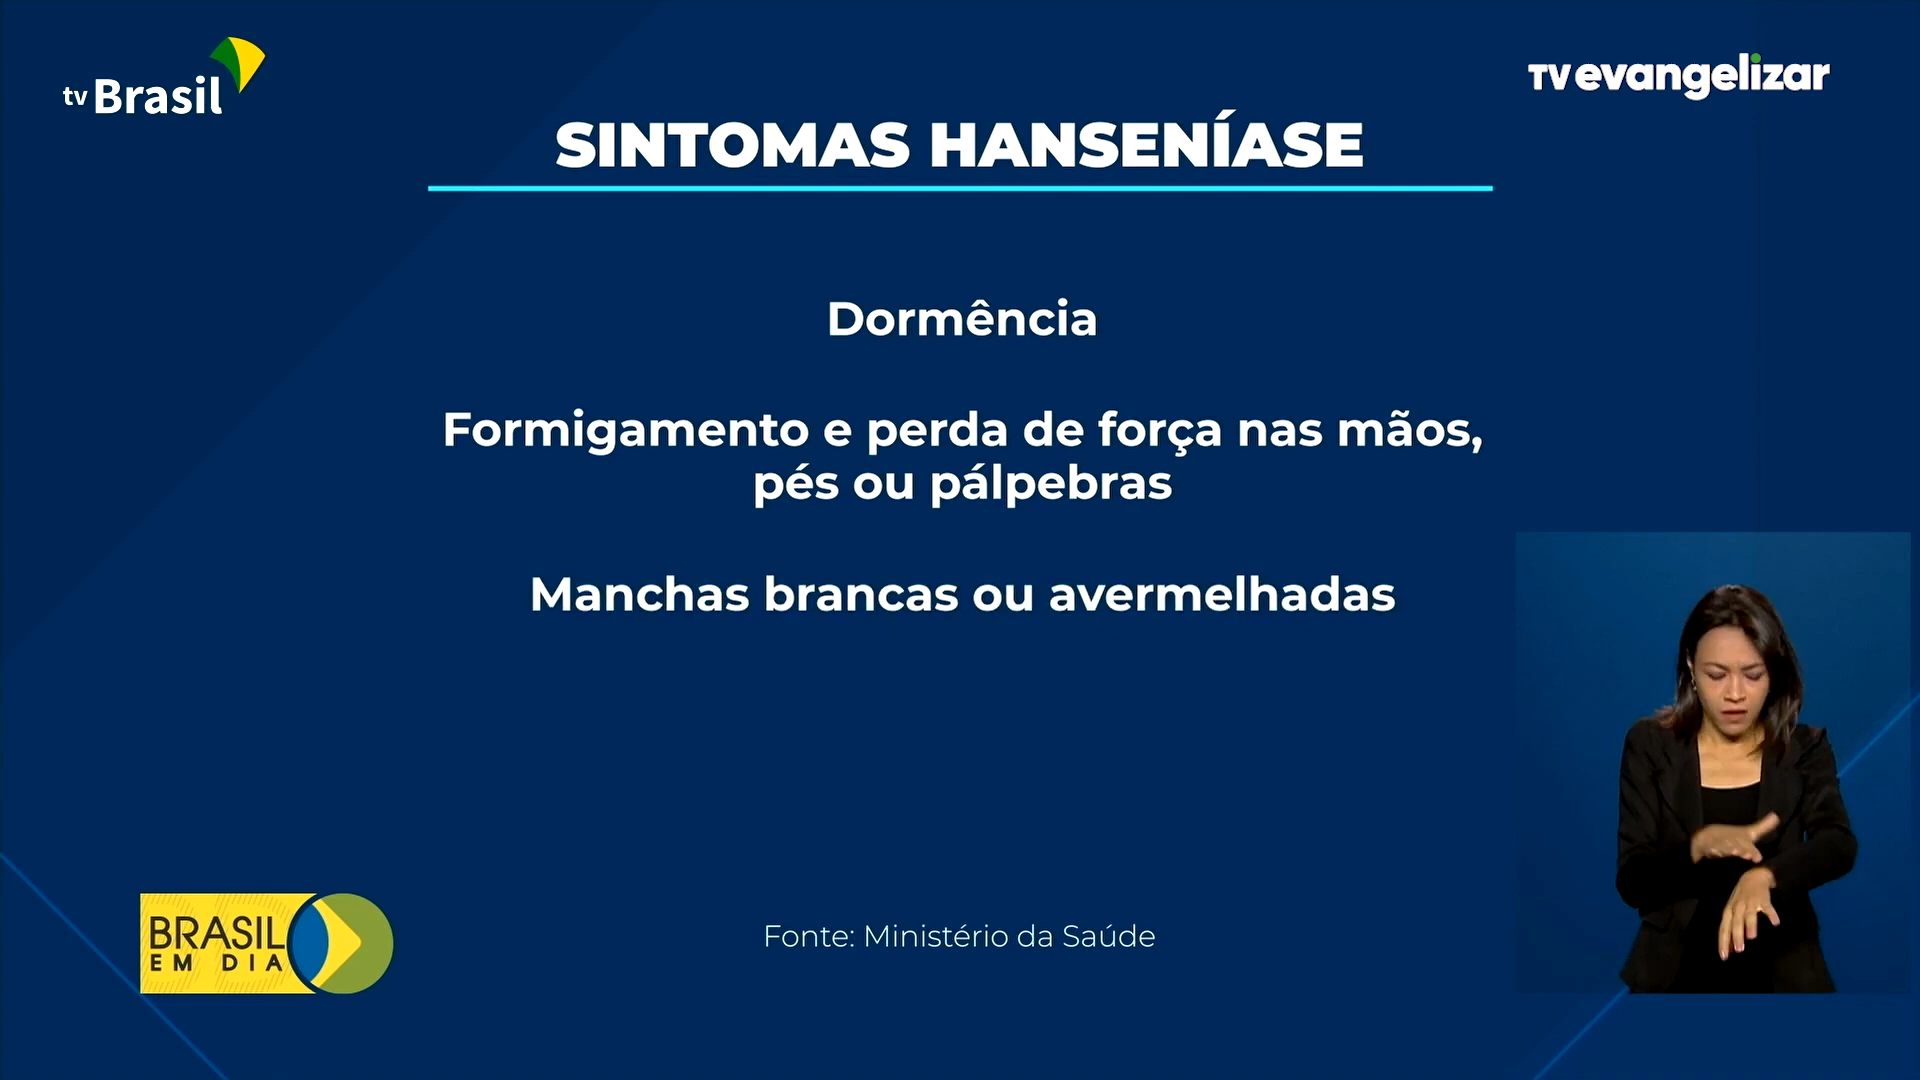 tv Brasil
TV evangelizar
SINTOMAS HANSENÍASE
Dormência
Formigamento e perda de força nas mãos,
pés ou pálpebras
Manchas brancas ou avermelhadas
BRASIL
EM DIA
Fonte: Ministério da Saúde